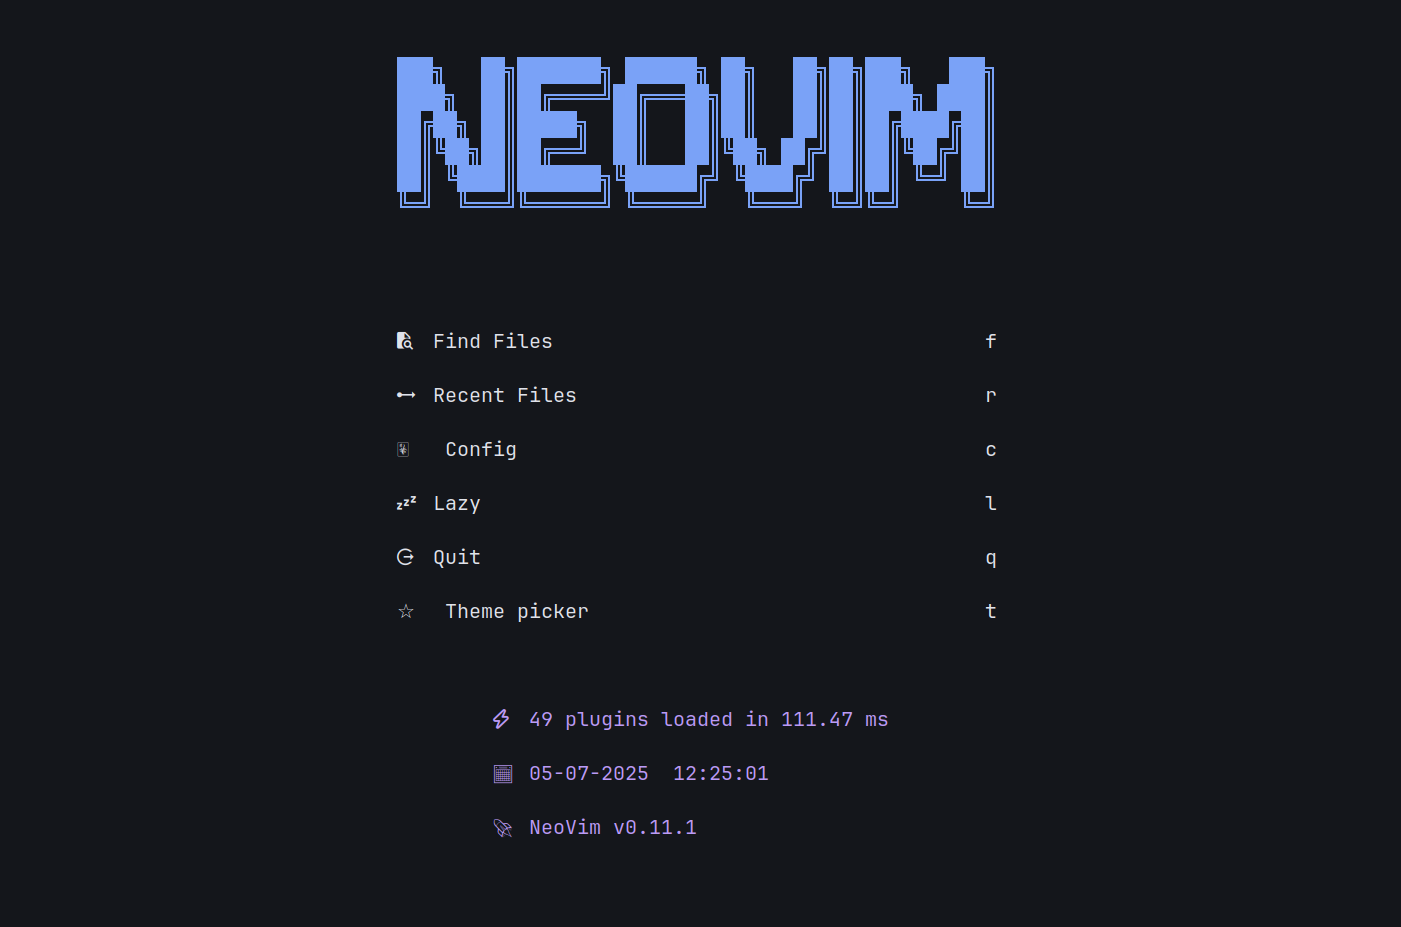 NEOVIM
Find Files f
Recent Files r
Config c
Lazy l
Quit q
Theme picker t
49 plugins loaded in 111.47 ms
05-07-2025 12:25:01
NeoVim v0.11.1